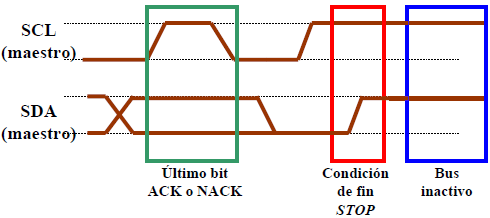 SCL
(maestro)
SDA
(maestro)
Último bit
ACK o NACK
Condición
de fin
STOP
Bus
inactivo